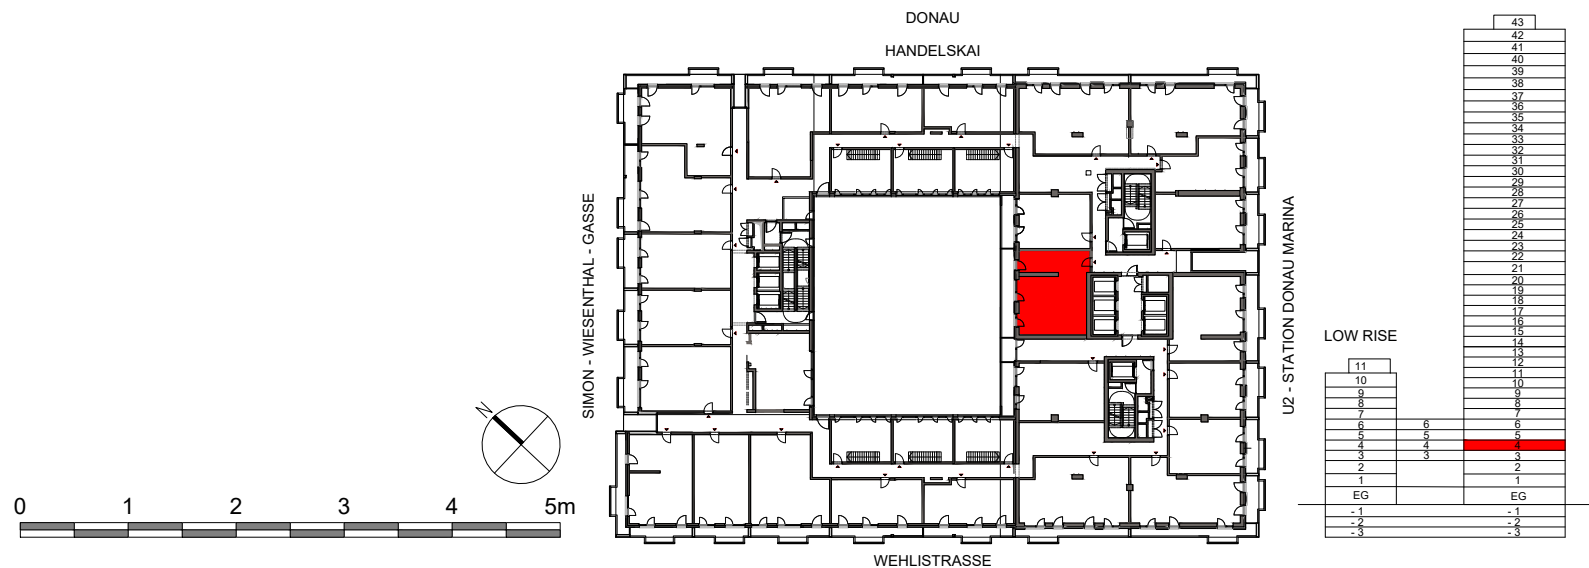 DONAU
HANDELSKAI
SIMON - WIESENTHAL - GASSE
U2 - STATION DONAU MARINA
WEHLISTRASSE
N
0 1 2 3 4 5m
LOW RISE
43
42
41
40
39
38
37
36
35
34
33
32
31
30
29
28
27
26
25
24
23
22
21
20
19
18
17
16
15
14
13
12
11 11
10 10
9 9
8 8
7 7
6 6 6
5 5 5
4 4 4
3 3 3
2 2
1 1
EG EG
- 1 - 1
- 2 - 2
- 3 - 3